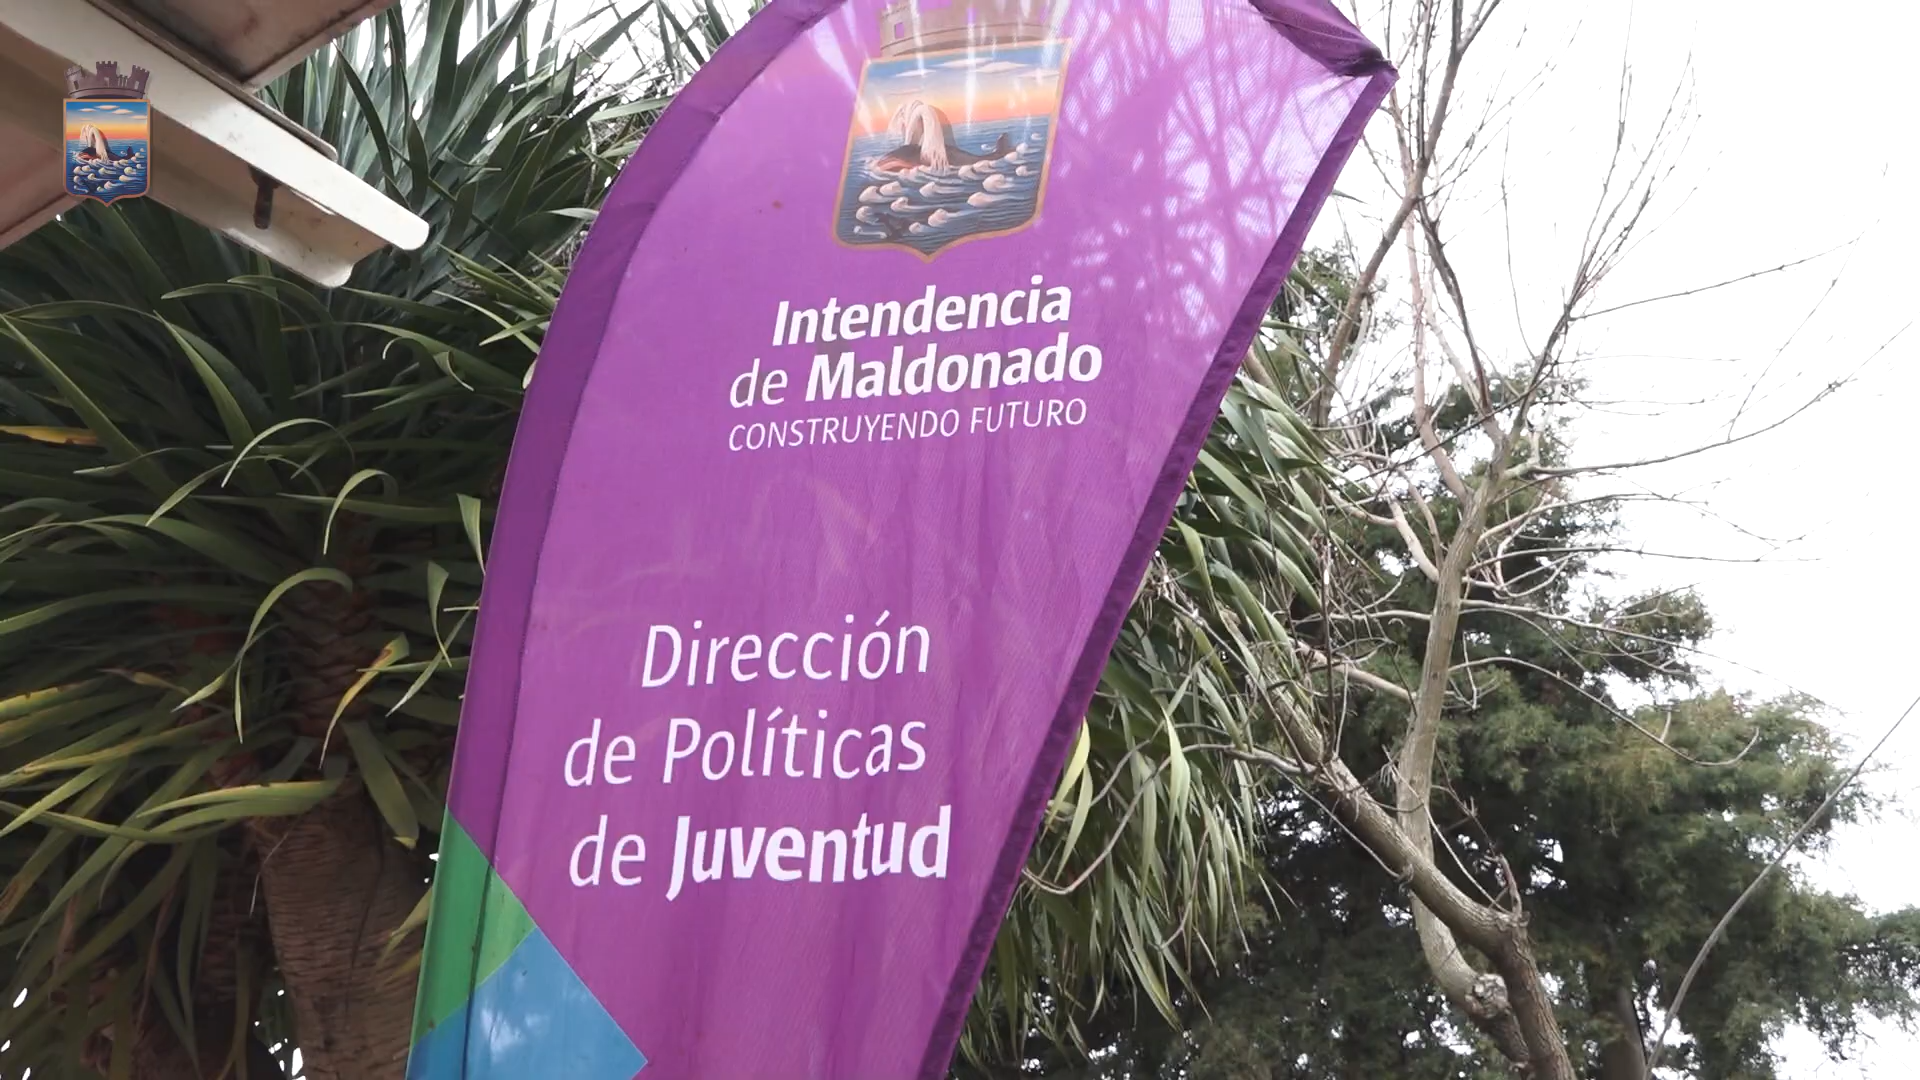 Intendencia
de Maldonado
CONSTRUYENDO FUTURO
Dirección
de Políticas
de Juventud